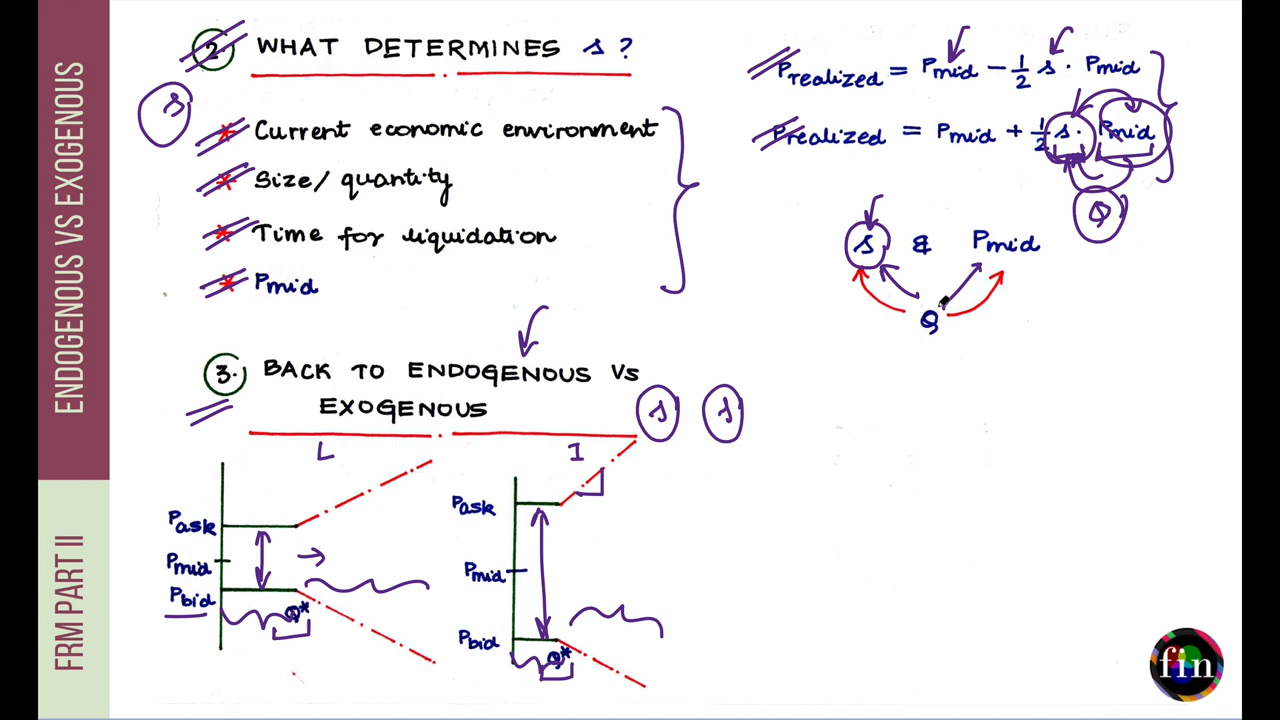 ENDOGENOUS VS EXOGENOUS
FRM PART II
2. WHAT DETERMINES s ?
s
* Current economic environment
* Size/ quantity
* Time for liquidation
* Pmid
Prealized = Pmid - 1/2 s. Pmid
Prealized = Pmid + 1/2 s. Pmid
Q
s & Pmid
Q
3. BACK TO ENDOGENOUS VS
EXOGENOUS
s s
L
Pask
Pmid
Pbid
Q*
I
Pask
Pmid
Pbid
Q*
fin